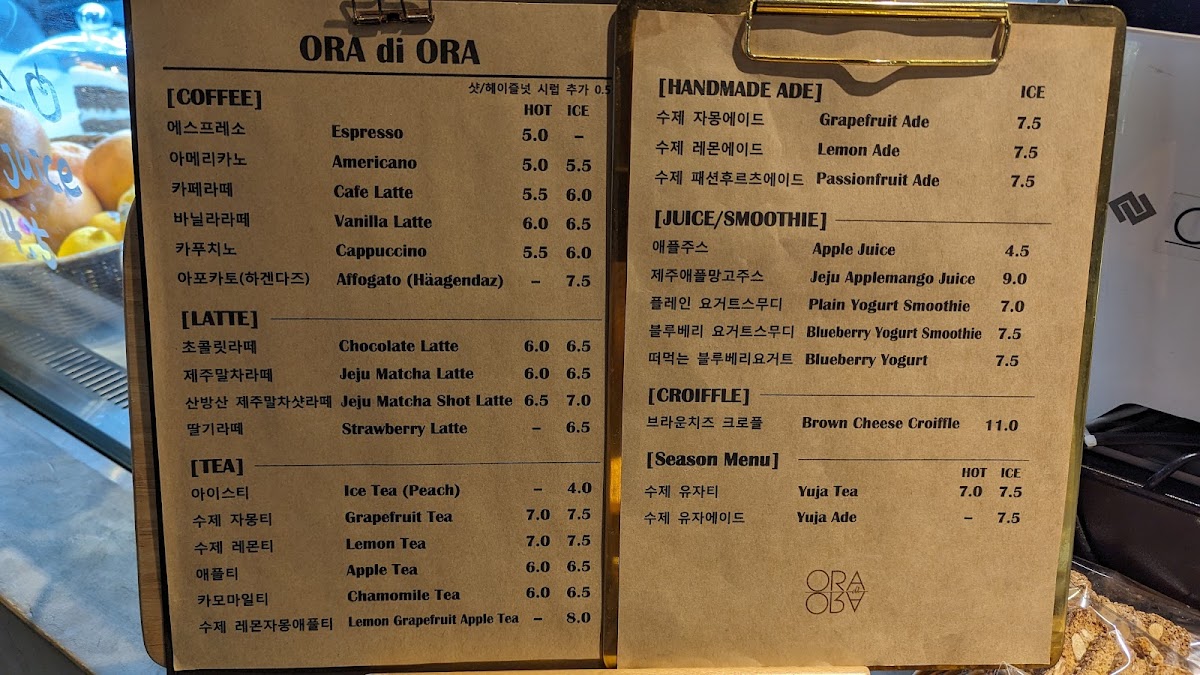 ORA di ORA
샷/헤이즐넛 시럽 추가 0.5
[COFFEE] HOT ICE
에스프레소 Espresso 5.0 –
아메리카노 Americano 5.0 5.5
카페라떼 Cafe Latte 5.5 6.0
바닐라라떼 Vanilla Latte 6.0 6.5
카푸치노 Cappuccino 5.5 6.0
아포카토(하겐다즈) Affogato (Häagendaz) – 7.5
[LATTE]
초콜릿라떼 Chocolate Latte 6.0 6.5
제주말차라떼 Jeju Matcha Latte 6.0 6.5
산방산 제주말차샷라떼 Jeju Matcha Shot Latte 6.5 7.0
딸기라떼 Strawberry Latte – 6.5
[TEA]
아이스티 Ice Tea (Peach) – 4.0
수제 자몽티 Grapefruit Tea 7.0 7.5
수제 레몬티 Lemon Tea 7.0 7.5
애플티 Apple Tea 6.0 6.5
카모마일티 Chamomile Tea 6.0 6.5
수제 레몬자몽애플티 Lemon Grapefruit Apple Tea – 8.0
[HANDMADE ADE] ICE
수제 자몽에이드 Grapefruit Ade 7.5
수제 레몬에이드 Lemon Ade 7.5
수제 패션후르츠에이드 Passionfruit Ade 7.5
[JUICE/SMOOTHIE]
애플주스 Apple Juice 4.5
제주애플망고주스 Jeju Applemango Juice 9.0
플레인 요거트스무디 Plain Yogurt Smoothie 7.0
블루베리 요거트스무디 Blueberry Yogurt Smoothie 7.5
떠먹는 블루베리요거트 Blueberry Yogurt 7.5
[CROIFFLE]
브라운치즈 크로플 Brown Cheese Croiffle 11.0
[Season Menu]
HOT ICE
수제 유자티 Yuja Tea 7.0 7.5
수제 유자에이드 Yuja Ade – 7.5
ORA
di
ORA
Juice